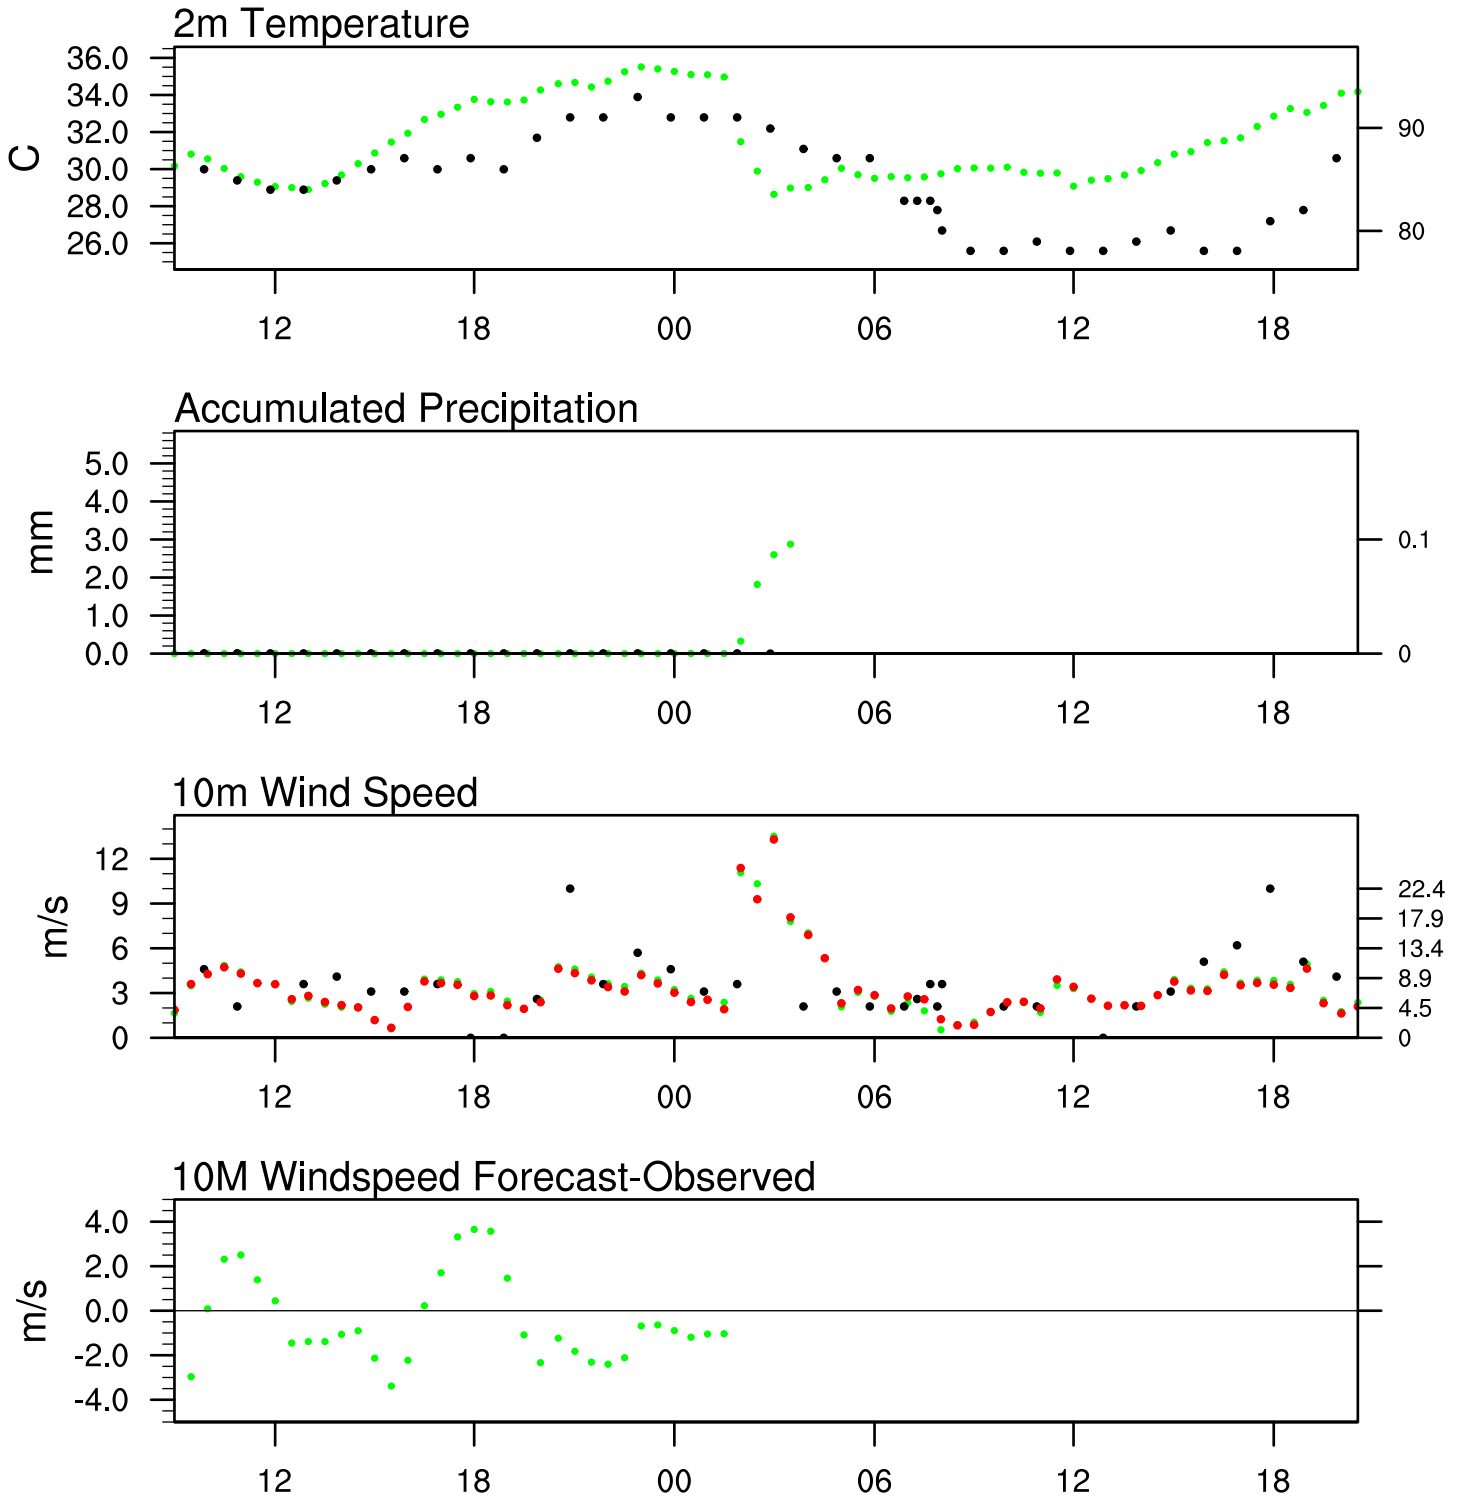 2m Temperature
36.0
34.0
32.0
30.0
28.0
26.0
C
90
80
12 18 00 06 12 18
Accumulated Precipitation
5.0
4.0
3.0
2.0
1.0
0.0
mm
0.1
0
12 18 00 06 12 18
10m Wind Speed
12
9
6
3
0
m/s
22.4
17.9
13.4
8.9
4.5
0
12 18 00 06 12 18
10M Windspeed Forecast-Observed
4.0
2.0
0.0
-2.0
-4.0
m/s
12 18 00 06 12 18